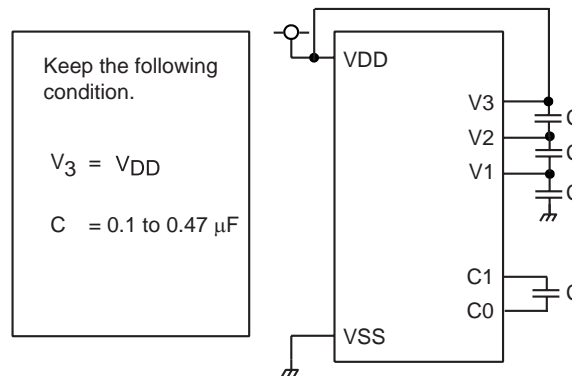 Keep the following
condition.
V3 = VDD
C = 0.1 to 0.47 μF
VDD
V3
C
V2
C
V1
C
C1
C
C0
VSS